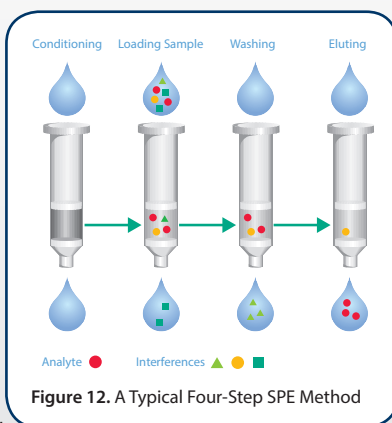 Conditioning Loading Sample Washing Eluting
Analyte Interferences
Figure 12. A Typical Four-Step SPE Method